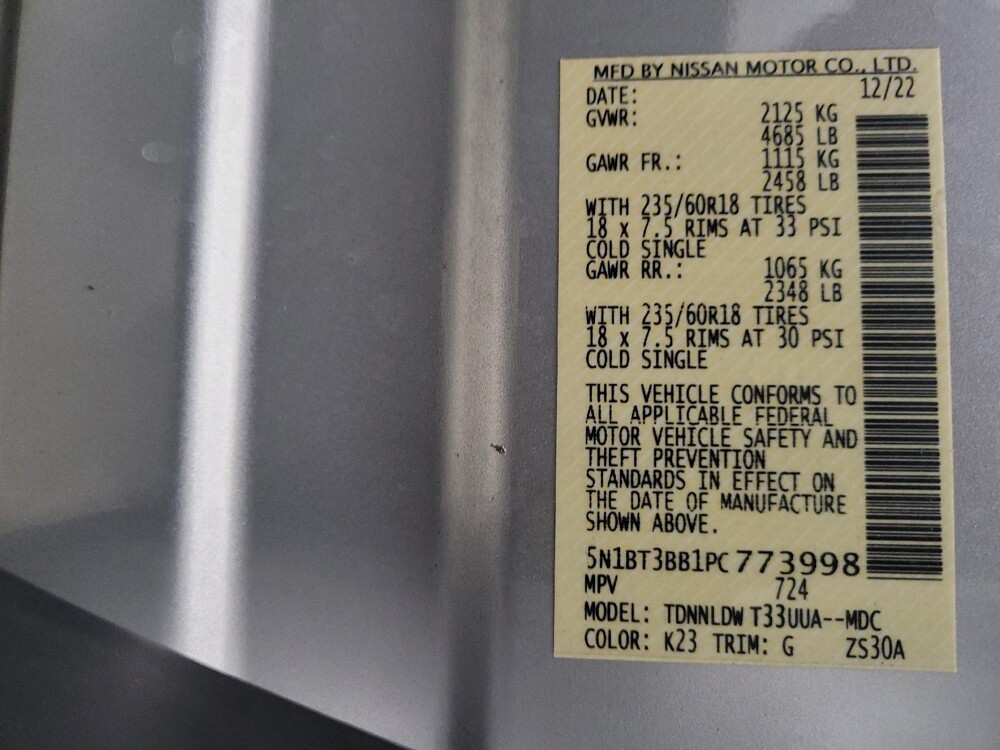 MFD BY NISSAN MOTOR CO., LTD.
DATE: 12/22
GVWR: 2125 KG
4685 LB
GAWR FR.: 1115 KG
2458 LB
WITH 235/60R18 TIRES
18 x 7.5 RIMS AT 33 PSI
COLD SINGLE
GAWR RR.: 1065 KG
2348 LB
WITH 235/60R18 TIRES
18 x 7.5 RIMS AT 30 PSI
COLD SINGLE
THIS VEHICLE CONFORMS TO
ALL APPLICABLE FEDERAL
MOTOR VEHICLE SAFETY AND
THEFT PREVENTION
STANDARDS IN EFFECT ON
THE DATE OF MANUFACTURE
SHOWN ABOVE.
5N1BT3BB1PC773998
MPV 724
MODEL: TDNNLDW T33UUA--MDC
COLOR: K23 TRIM: G ZS30A